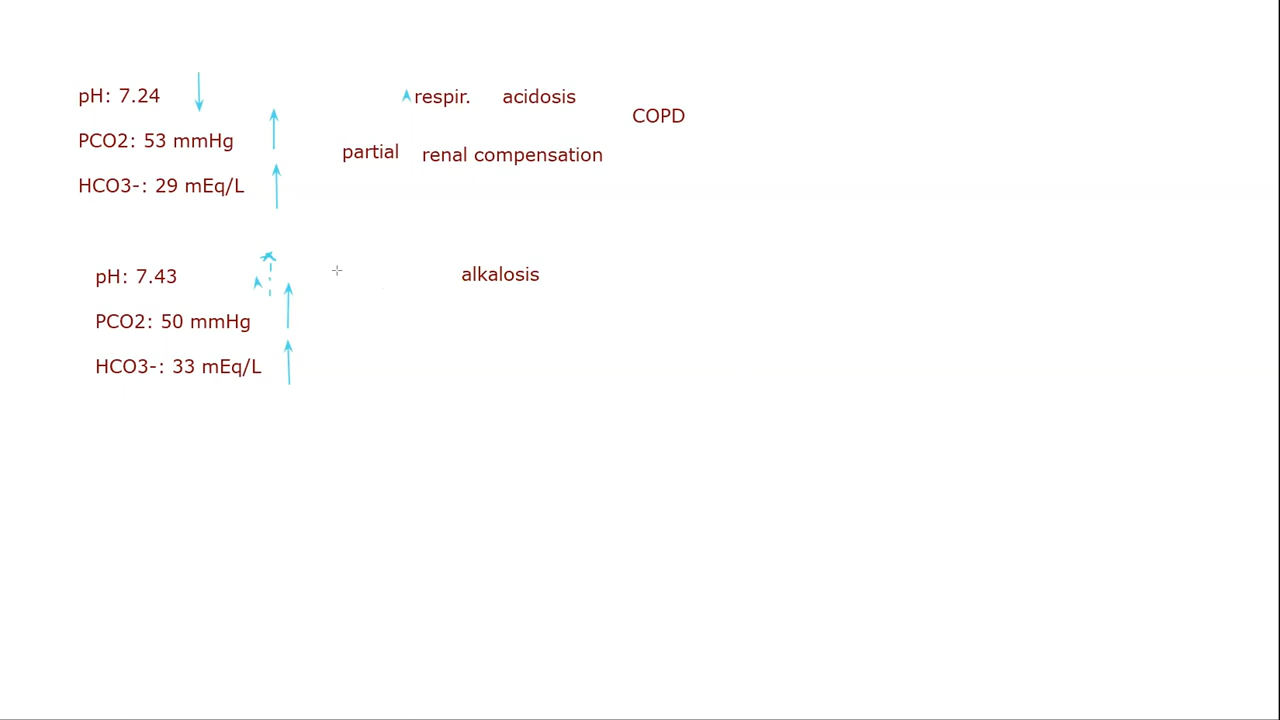 pH: 7.24 respir. acidosis
COPD
PCO2: 53 mmHg partial renal compensation
HCO3-: 29 mEq/L
pH: 7.43 alkalosis
PCO2: 50 mmHg
HCO3-: 33 mEq/L